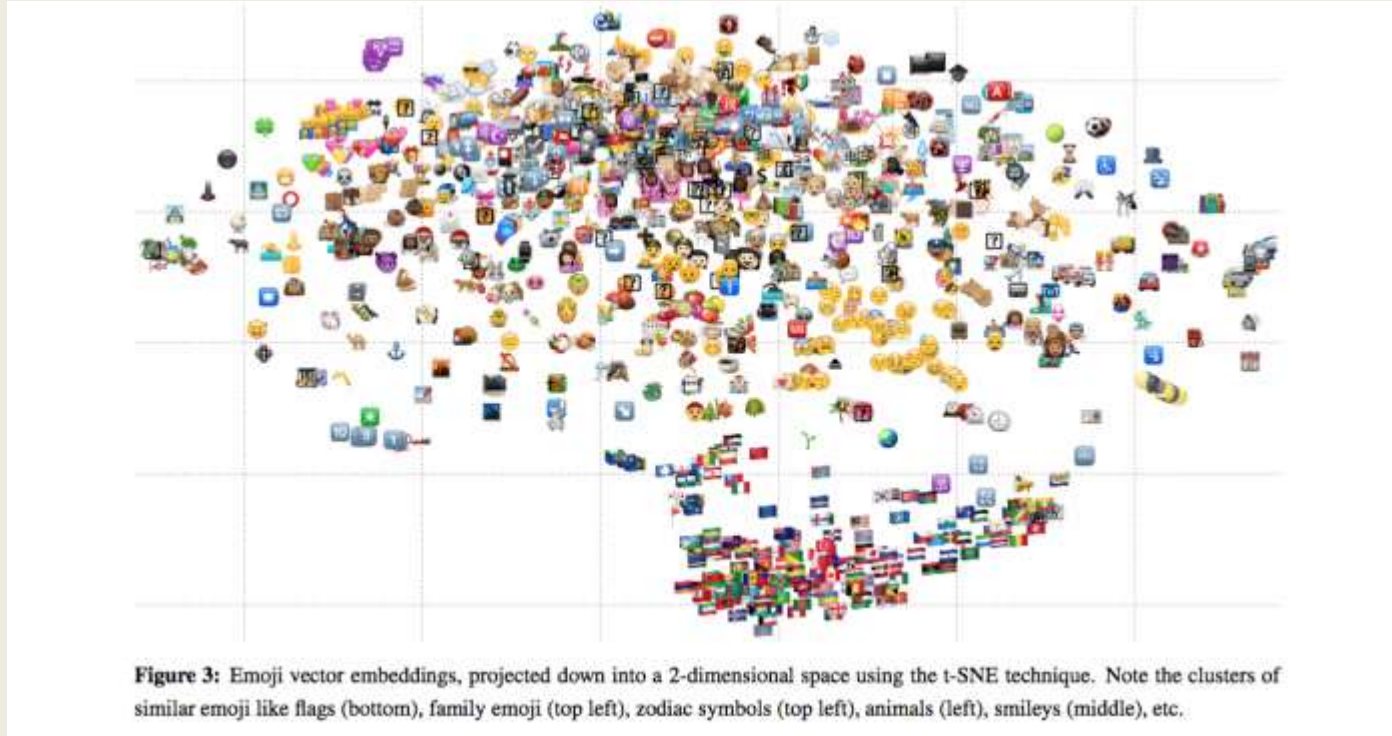 Figure 3: Emoji vector embeddings, projected down into a 2-dimensional space using the t-SNE technique. Note the clusters of
similar emoji like flags (bottom), family emoji (top left), zodiac symbols (top left), animals (left), smileys (middle), etc.